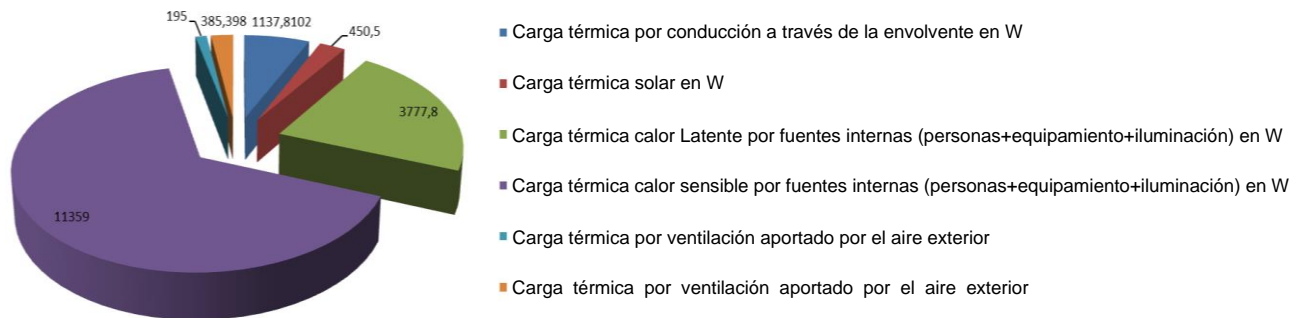 195
385,398
1137,8102
450,5
3777,8
11359
Carga térmica por conducción a través de la envolvente en W
Carga térmica solar en W
Carga térmica calor Latente por fuentes internas (personas+equipamiento+iluminación) en W
Carga térmica calor sensible por fuentes internas (personas+equipamiento+iluminación) en W
Carga térmica por ventilación aportado por el aire exterior
Carga térmica por ventilación aportado por el aire exterior